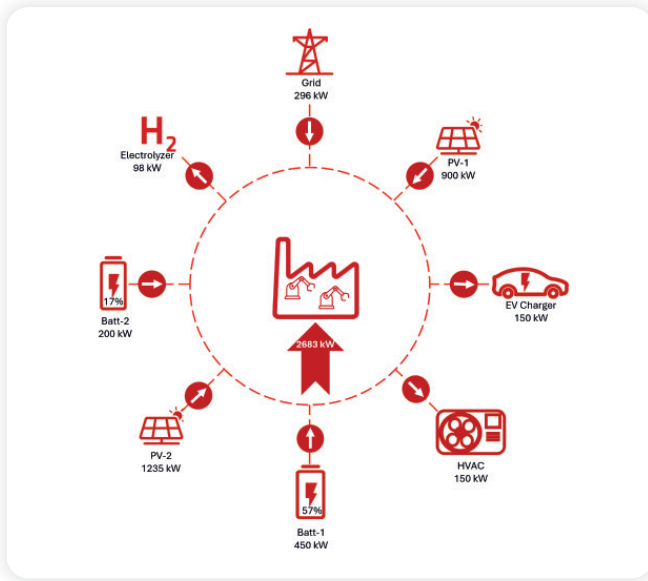 Grid
296 kW
H2
Electrolyzer
98 kW
PV-1
900 kW
17%
Batt-2
200 kW
EV Charger
150 kW
2683 kW
PV-2
1235 kW
HVAC
150 kW
57%
Batt-1
450 kW